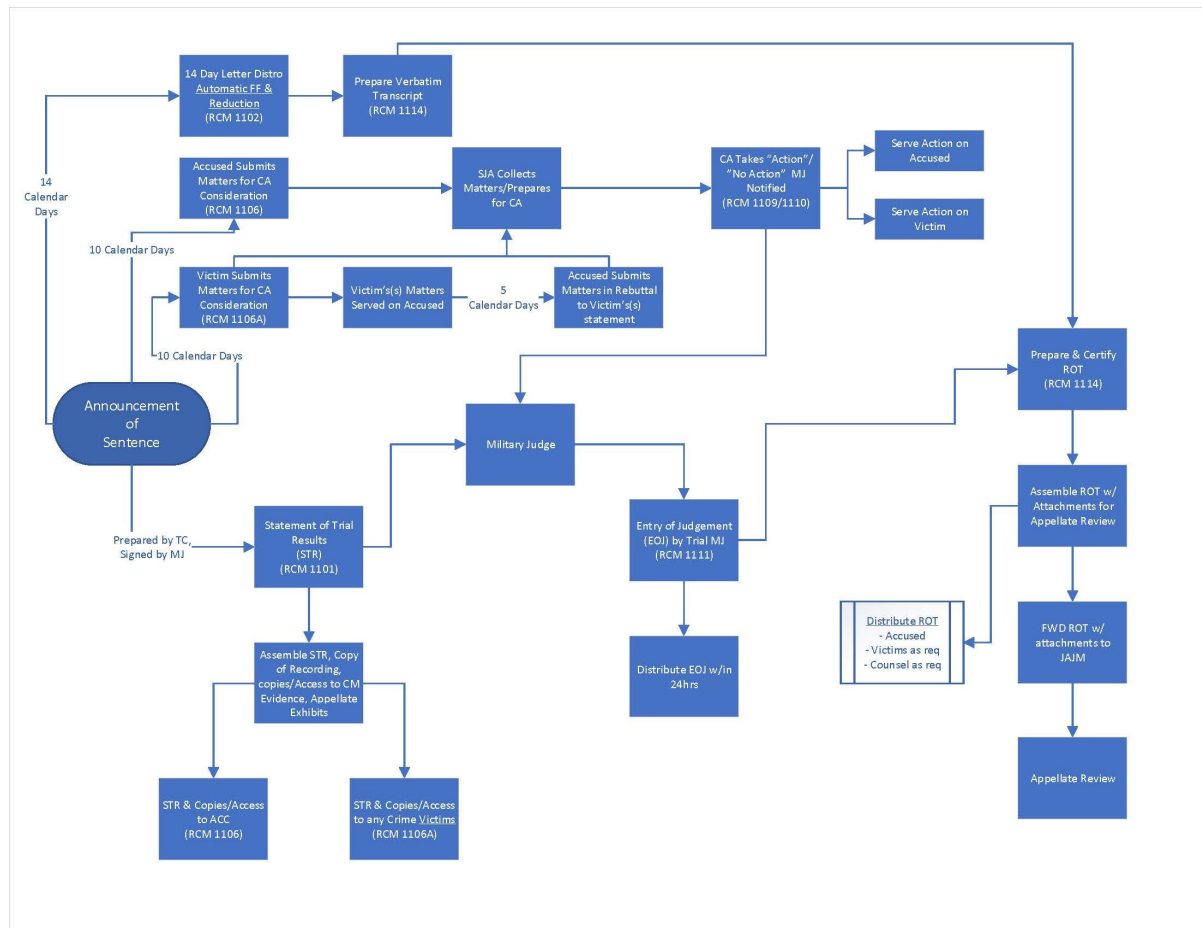 14 Day Letter Distro
Automatic FF &
Reduction
(RCM 1102)
Prepare Verbatim
Transcript
(RCM 1114)
14
Calendar
Days
Accused Submits
Matters for CA
Consideration
(RCM 1106)
SJA Collects
Matters/Prepares
for CA
CA Takes “Action”/
“No Action” MJ
Notified
(RCM 1109/1110)
Serve Action on
Accused
Serve Action on
Victim
10 Calendar Days
Victim Submits
Matters for CA
Consideration
(RCM 1106A)
Victim’s(s) Matters
Served on Accused
5
Calendar Days
Accused Submits
Matters in Rebuttal
to Victim’s(s)
statement
10 Calendar Days
Prepare & Certify
ROT
(RCM 1114)
Announcement
of
Sentence
Military Judge
Prepared by TC,
Signed by MJ
Statement of Trial
Results
(STR)
(RCM 1101)
Entry of Judgement
(EOJ) by Trial MJ
(RCM 1111)
Assemble ROT w/
Attachments for
Appellate Review
Assemble STR, Copy
of Recording,
copies/Access to CM
Evidence, Appellate
Exhibits
Distribute EOJ w/in
24hrs
Distribute ROT
- Accused
- Victims as req
- Counsel as req
FWD ROT w/
attachments to
JAJM
STR & Copies/Access
to ACC
(RCM 1106)
STR & Copies/Access
to any Crime Victims
(RCM 1106A)
Appellate Review